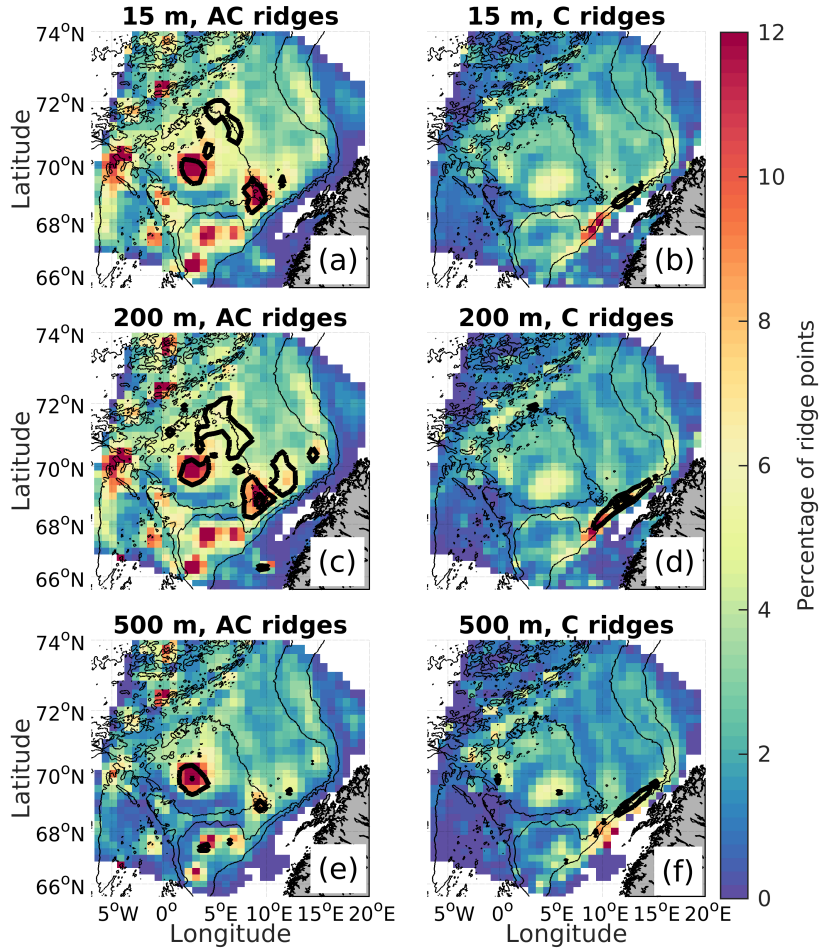 15 m, AC ridges
15 m, C ridges
74°N
72°N
70°N
68°N
66°N
Latitude
(a)
(b)
200 m, AC ridges
200 m, C ridges
74°N
72°N
70°N
68°N
66°N
Latitude
(c)
(d)
500 m, AC ridges
500 m, C ridges
74°N
72°N
70°N
68°N
66°N
Latitude
(e)
(f)
5°W 0° 5°E 10°E 15°E 20°E
5°W 0° 5°E 10°E 15°E 20°E
Longitude
Longitude
12
10
8
6
4
2
0
Percentage of ridge points